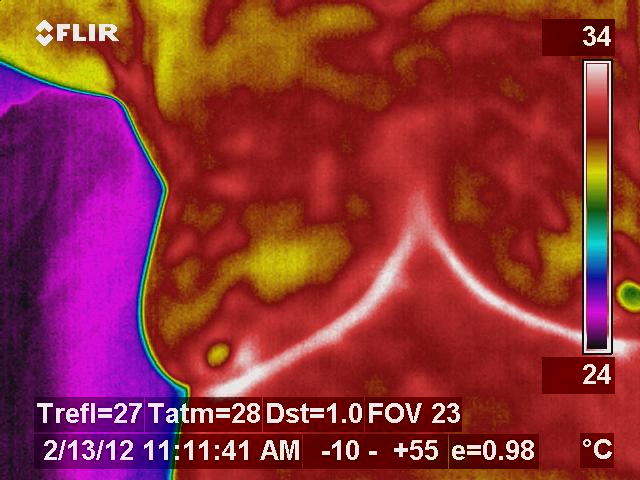 FLIR
34
24
Trefl=27 Tatm=28 Dst=1.0 FOV 23
2/13/12 11:11:41 AM -10 - +55 e=0.98 °C